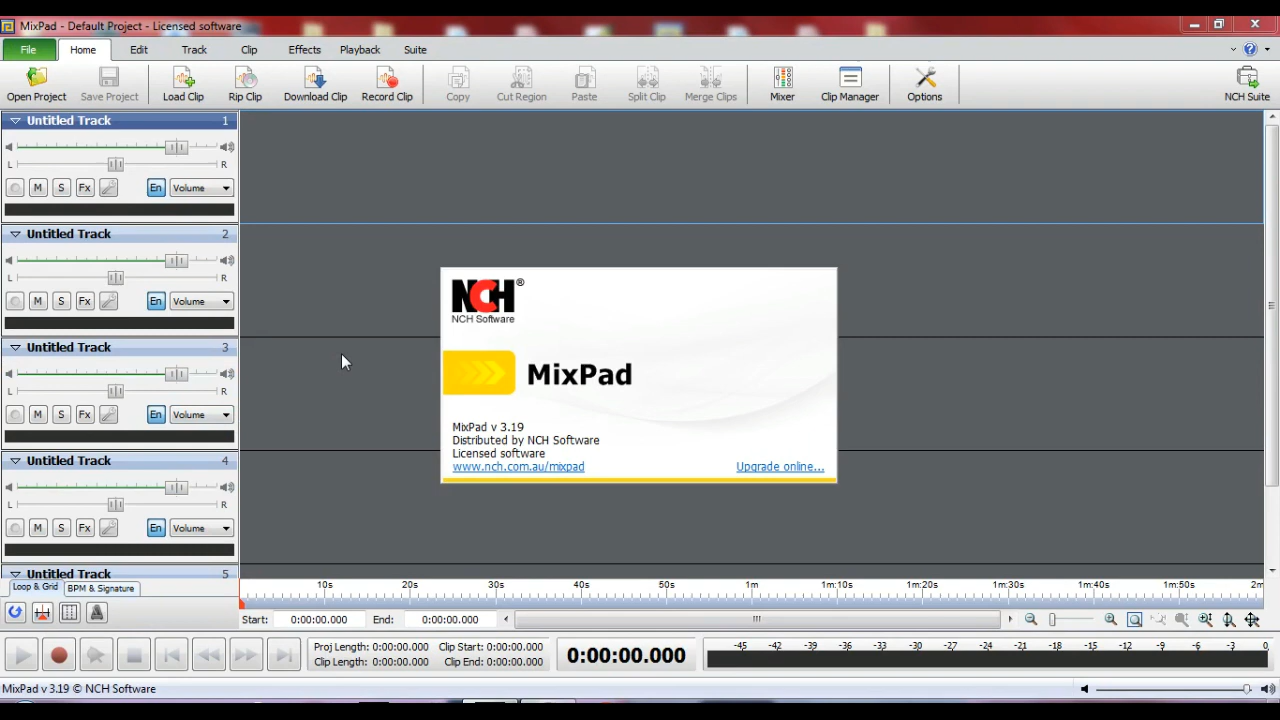 MixPad - Default Project - Licensed software
File Home Edit Track Clip Effects Playback Suite
Open Project Save Project Load Clip Rip Clip Download Clip Record Clip Copy Cut Region Paste Split Clip Merge Clips Mixer Clip Manager Options NCH Suite
Untitled Track 1
L R
M S Fx En Volume
Untitled Track 2
L R
M S Fx En Volume
Untitled Track 3
L R
M S Fx En Volume
Untitled Track 4
L R
M S Fx En Volume
Untitled Track 5
NCH®
NCH Software
MixPad
MixPad v 3.19
Distributed by NCH Software
Licensed software
www.nch.com.au/mixpad Upgrade online...
Loop & Grid BPM & Signature
10s 20s 30s 40s 50s 1m 1m:10s 1m:20s 1m:30s 1m:40s 1m:50s 2m
Start: 0:00:00.000 End: 0:00:00.000
Proj Length: 0:00:00.000 Clip Start: 0:00:00.000
Clip Length: 0:00:00.000 Clip End: 0:00:00.000
0:00:00.000
-45 -42 -39 -36 -33 -30 -27 -24 -21 -18 -15 -12 -9 -6 -3 0
MixPad v 3.19 © NCH Software